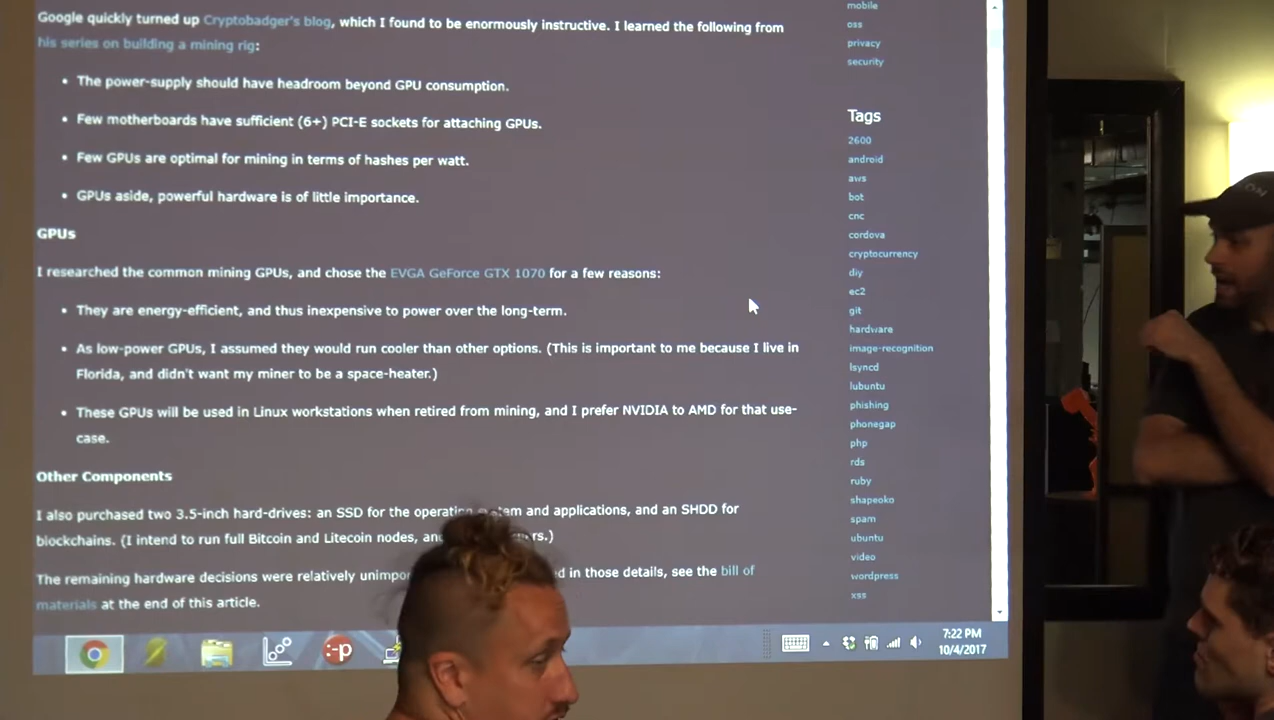 Google quickly turned up Cryptobadger's blog, which I found to be enormously instructive. I learned the following from
his series on building a mining rig:
• The power-supply should have headroom beyond GPU consumption.
• Few motherboards have sufficient (6+) PCI-E sockets for attaching GPUs.
• Few GPUs are optimal for mining in terms of hashes per watt.
• GPUs aside, powerful hardware is of little importance.
GPUs
I researched the common mining GPUs, and chose the EVGA GeForce GTX 1070 for a few reasons:
• They are energy-efficient, and thus inexpensive to power over the long-term.
• As low-power GPUs, I assumed they would run cooler than other options. (This is important to me because I live in
Florida, and didn't want my miner to be a space-heater.)
• These GPUs will be used in Linux workstations when retired from mining, and I prefer NVIDIA to AMD for that use-
case.
Other Components
I also purchased two 3.5-inch hard-drives: an SSD for the operating system and applications, and an SHDD for
blockchains. (I intend to run full Bitcoin and Litecoin nodes, rs.)
The remaining hardware decisions were relatively in those details, see the bill of
materials at the end of this article.
mobile
oss
privacy
security
Tags
2600
android
aws
bot
cnc
cordova
cryptocurrency
diy
ec2
git
hardware
image-recognition
lsyncd
lubuntu
phishing
phonegap
php
rds
ruby
shapeoko
spam
ubuntu
video
wordpress
xss
:-p
7:22 PM
10/4/2017